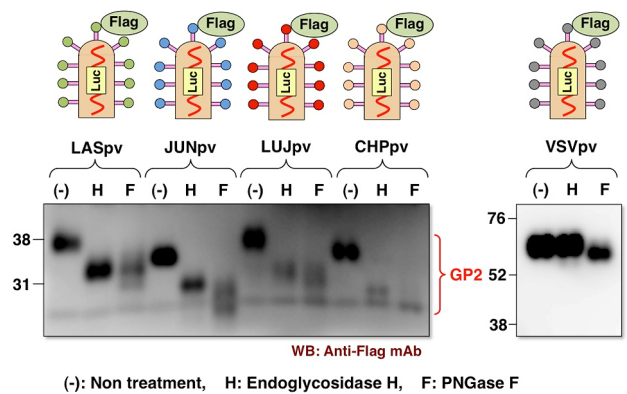 Flag Flag Flag Flag Flag
Luc Luc Luc Luc Luc
LASpv JUNpv LUJpv CHPpv VSVpv
(-) H F (-) H F (-) H F (-) H F (-) H F
38
31
GP2
76
52
38
WB: Anti-Flag mAb
(-): Non treatment, H: Endoglycosidase H, F: PNGase F